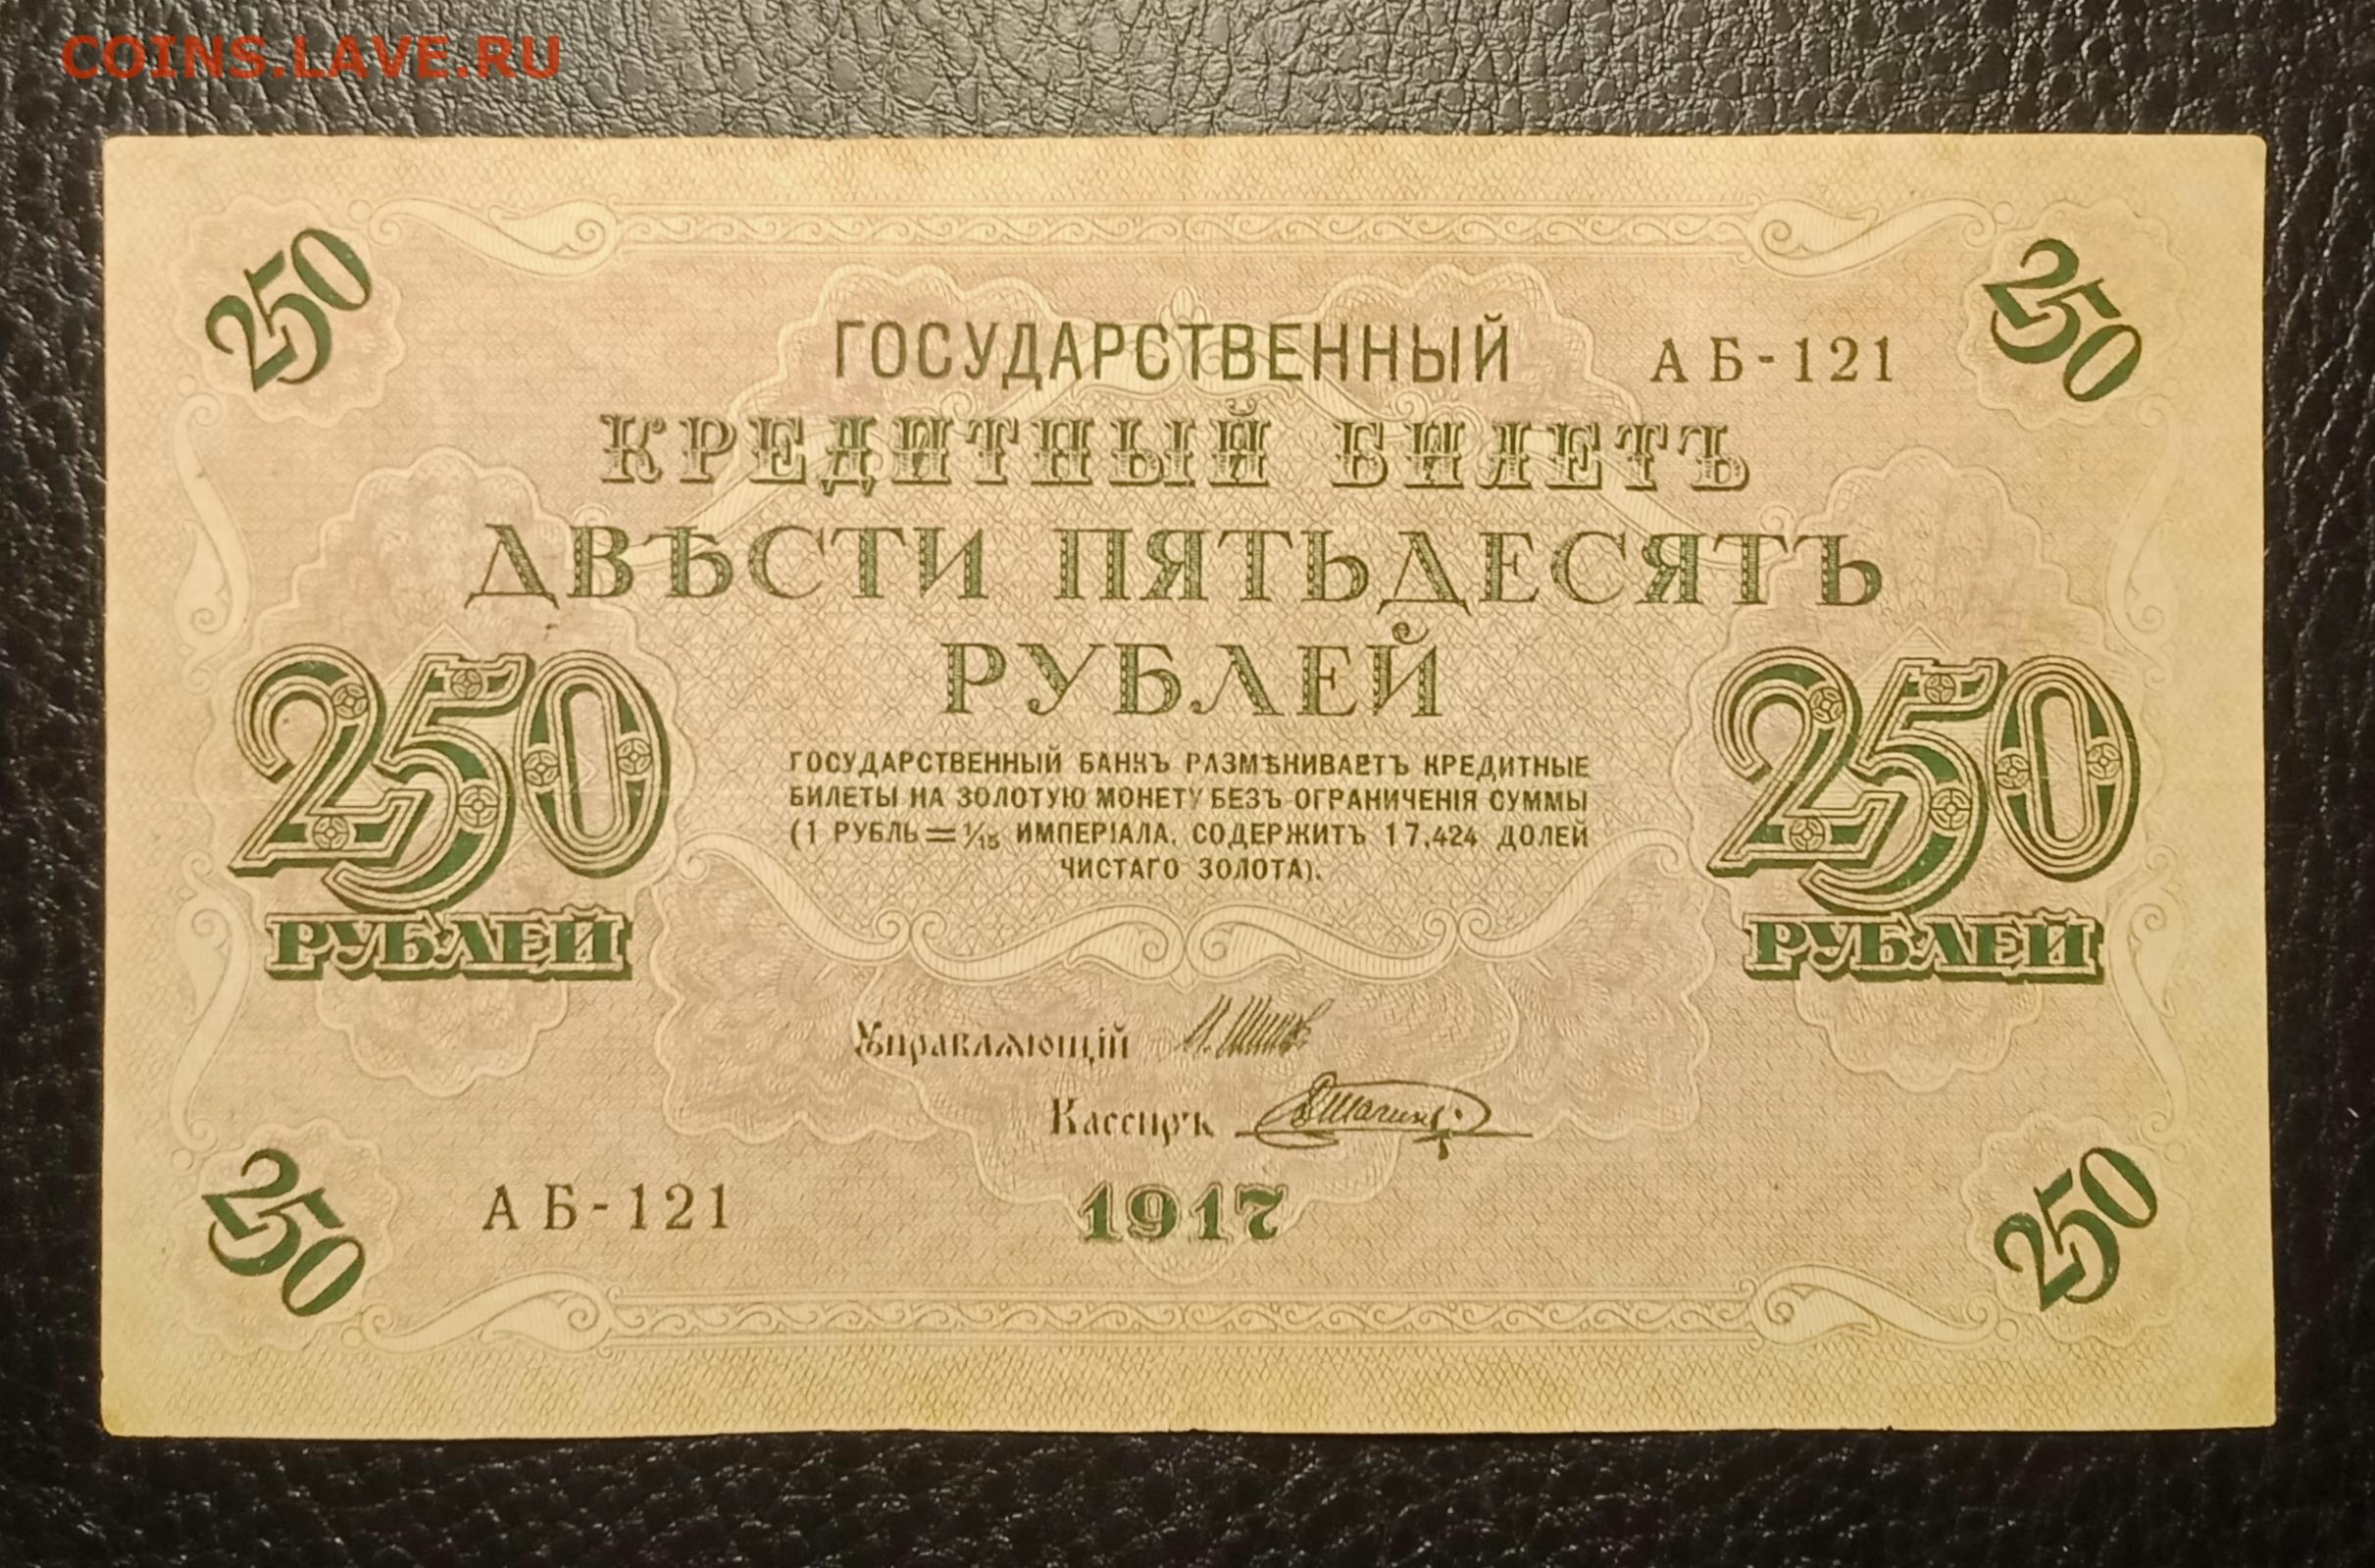 COINS.LAVE.RU
250
250
ГОСУДАРСТВЕННЫЙ
АБ-121
КРЕДИТНЫЙ БИЛЕТЪ
ДВѢСТИ ПЯТЬДЕСЯТЪ
РУБЛЕЙ
250
РУБЛЕЙ
250
РУБЛЕЙ
ГОСУДАРСТВЕННЫЙ БАНКЪ РАЗМѢНИВАЕТЪ КРЕДИТНЫЕ
БИЛЕТЫ НА ЗОЛОТУЮ МОНЕТУ БЕЗЪ ОГРАНИЧЕНІЯ СУММЫ
(1 РУБЛЬ = 1/15 ИМПЕРІАЛА, СОДЕРЖИТЪ 17,424 ДОЛЕЙ
ЧИСТАГО ЗОЛОТА).
Управляющій И. Шипов
Кассиръ
АБ-121
1917
250
250